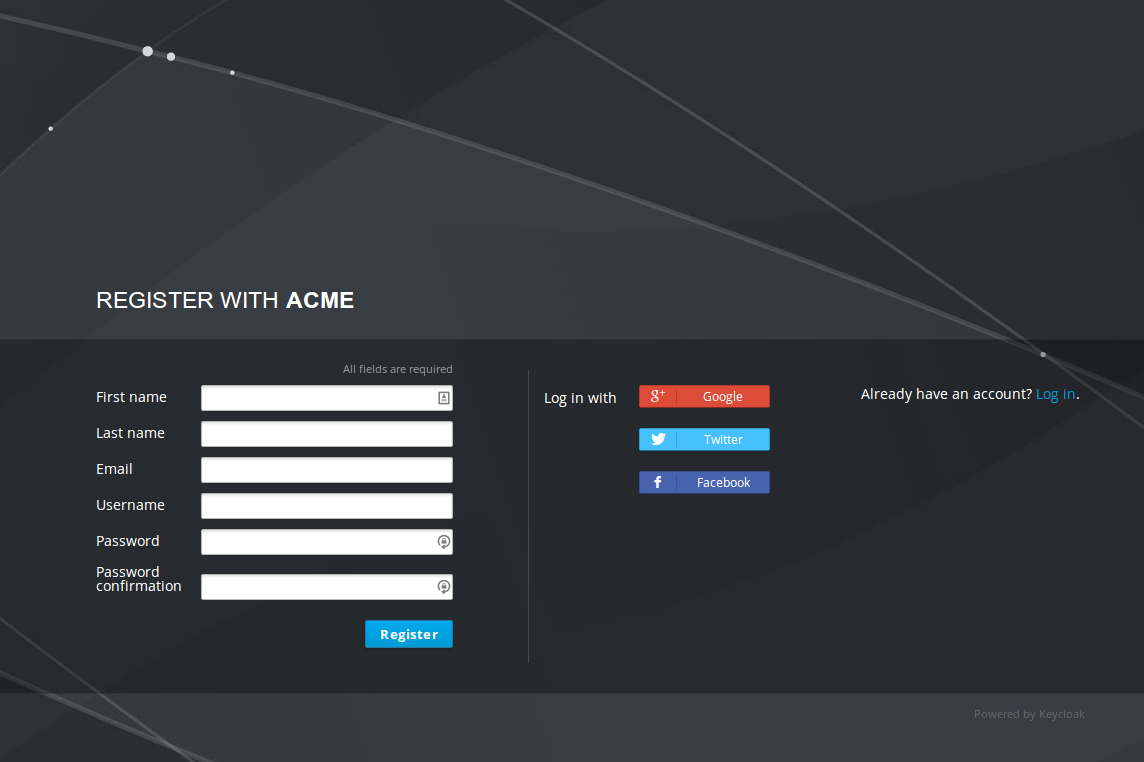 REGISTER WITH ACME
All fields are required
First name
Last name
Email
Username
Password
Password
confirmation
Register
Log in with
g+ Google
Twitter
f Facebook
Already have an account? Log in.
Powered by Keycloak